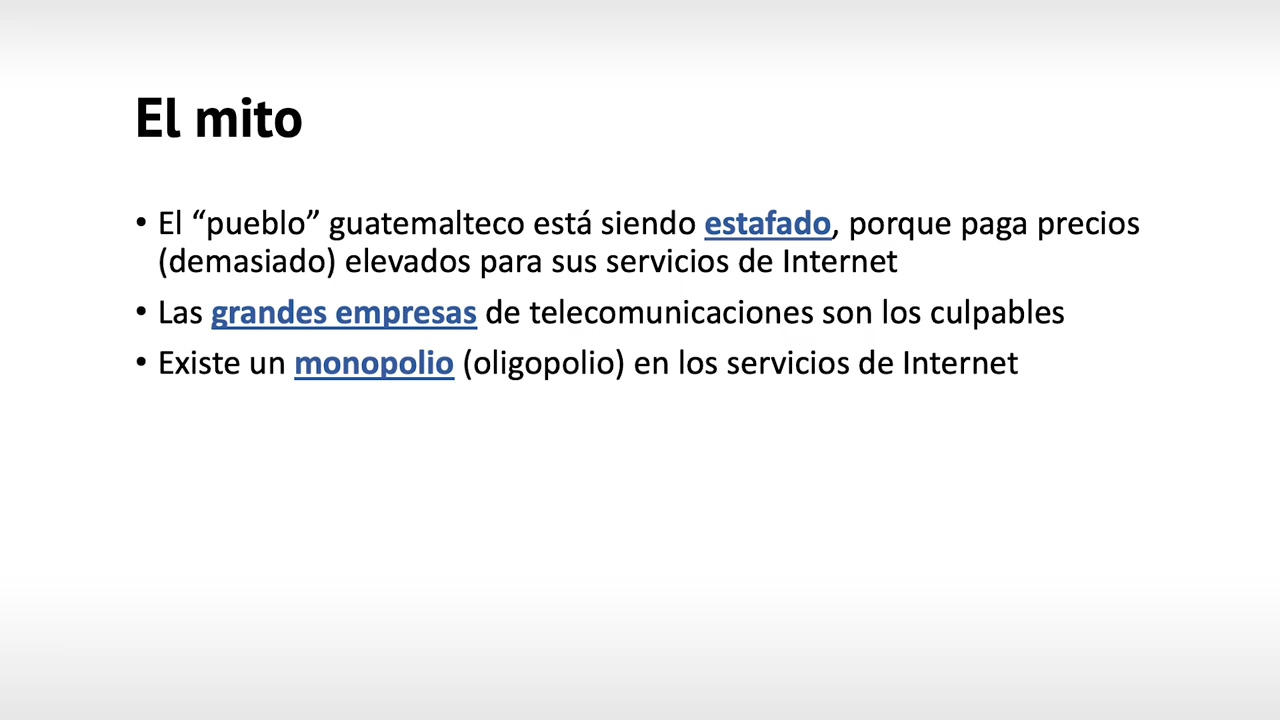 El mito
• El “pueblo” guatemalteco está siendo estafado, porque paga precios
(demasiado) elevados para sus servicios de Internet
• Las grandes empresas de telecomunicaciones son los culpables
• Existe un monopolio (oligopolio) en los servicios de Internet